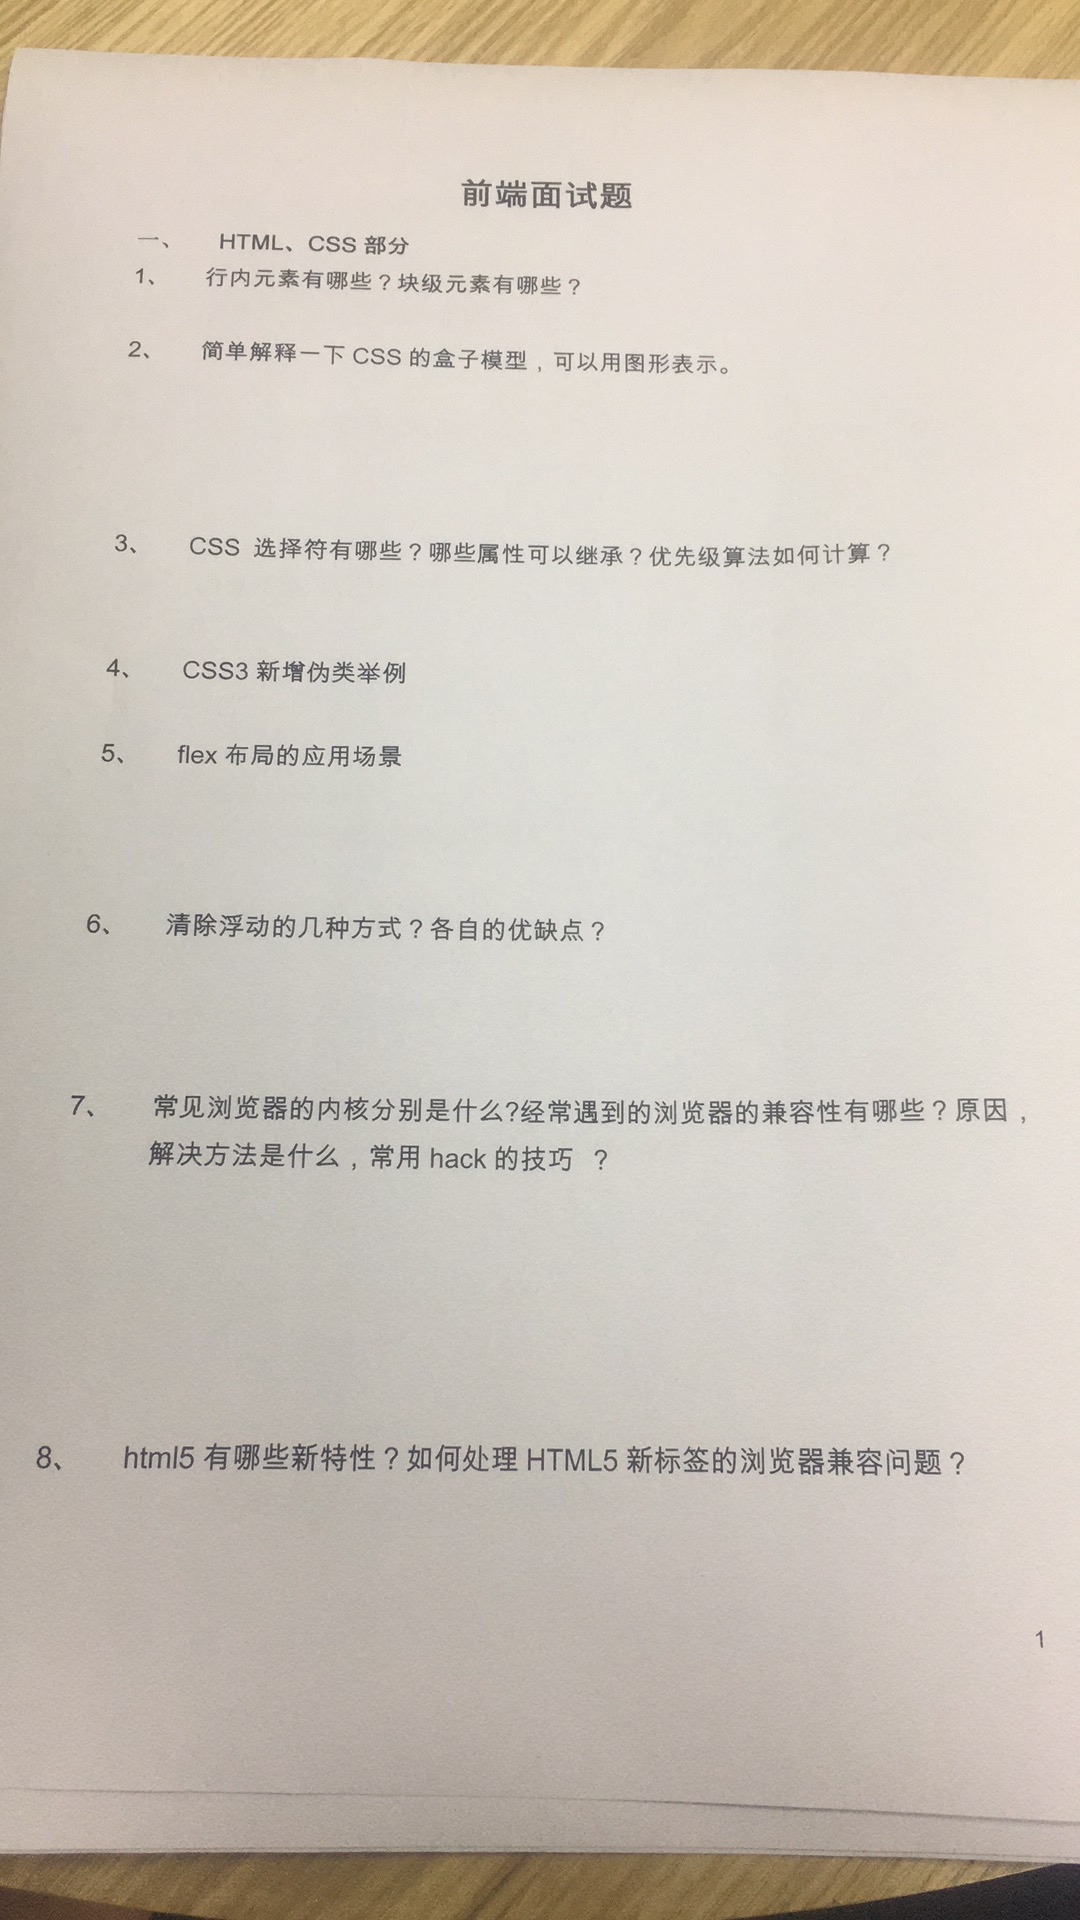 前端面试题
一、 HTML、CSS 部分
1、 行内元素有哪些？块级元素有哪些？
2、 简单解释一下 CSS 的盒子模型，可以用图形表示。
3、 CSS 选择符有哪些？哪些属性可以继承？优先级算法如何计算？
4、 CSS3 新增伪类举例
5、 flex 布局的应用场景
6、 清除浮动的几种方式？各自的优缺点？
7、 常见浏览器的内核分别是什么?经常遇到的浏览器的兼容性有哪些？原因，
解决方法是什么，常用 hack 的技巧 ？
8、 html5 有哪些新特性？如何处理 HTML5 新标签的浏览器兼容问题？
1